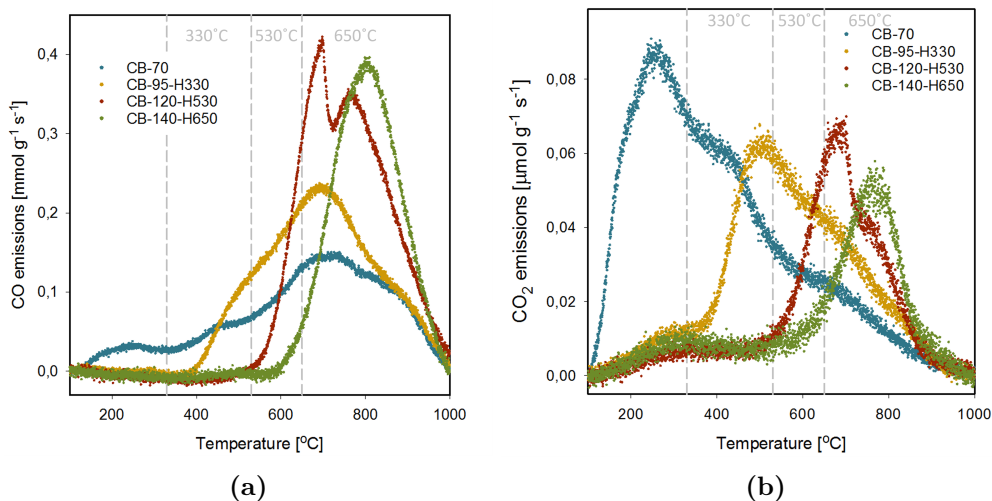 330°C 530°C 650°C
CB-70
CB-95-H330
CB-120-H530
CB-140-H650
CO emissions [mmol g⁻¹ s⁻¹]
0,4
0,3
0,2
0,1
0,0
200 400 600 800 1000
Temperature [°C]
(a)
330°C 530°C 650°C
CB-70
CB-95-H330
CB-120-H530
CB-140-H650
CO₂ emissions [µmol g⁻¹ s⁻¹]
0,08
0,06
0,04
0,02
0,00
200 400 600 800 1000
Temperature [°C]
(b)